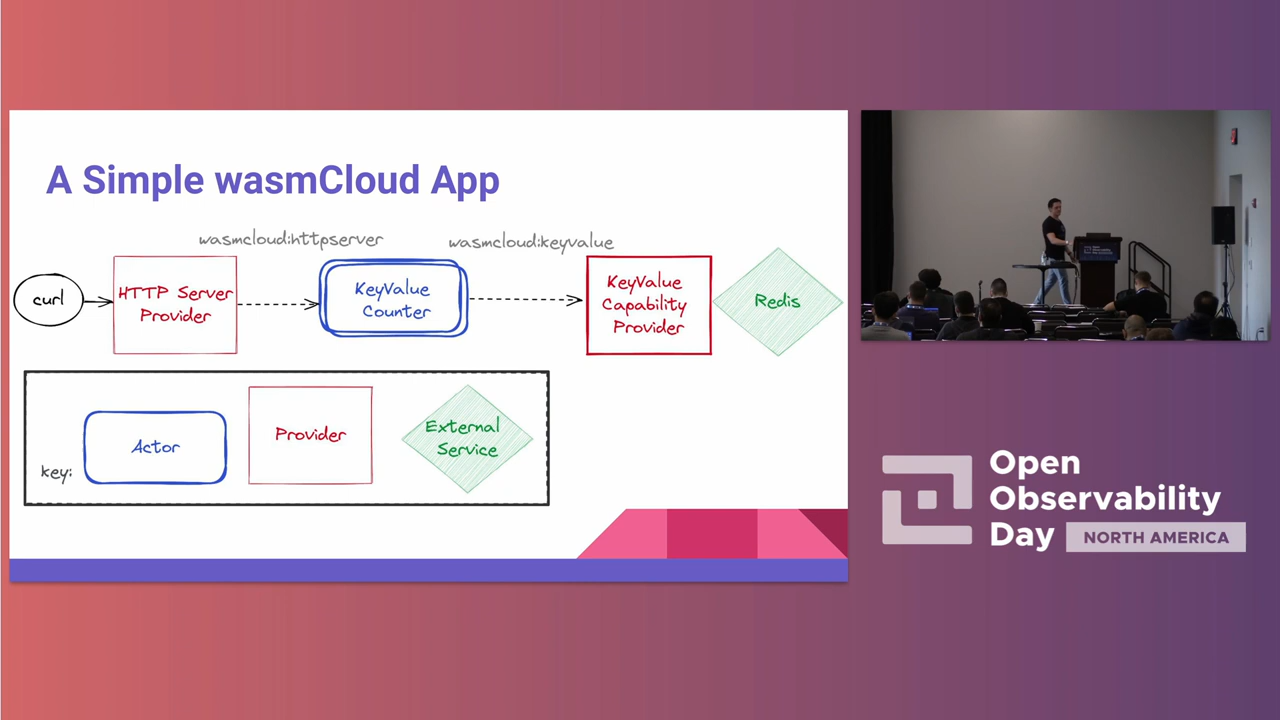 A Simple wasmCloud App
wasmcloud:httpserver
wasmcloud:keyvalue
curl
HTTP Server
Provider
KeyValue
Counter
KeyValue
Capability
Provider
Redis
key:
Actor
Provider
External
Service
Open
Observability
Day
NORTH AMERICA